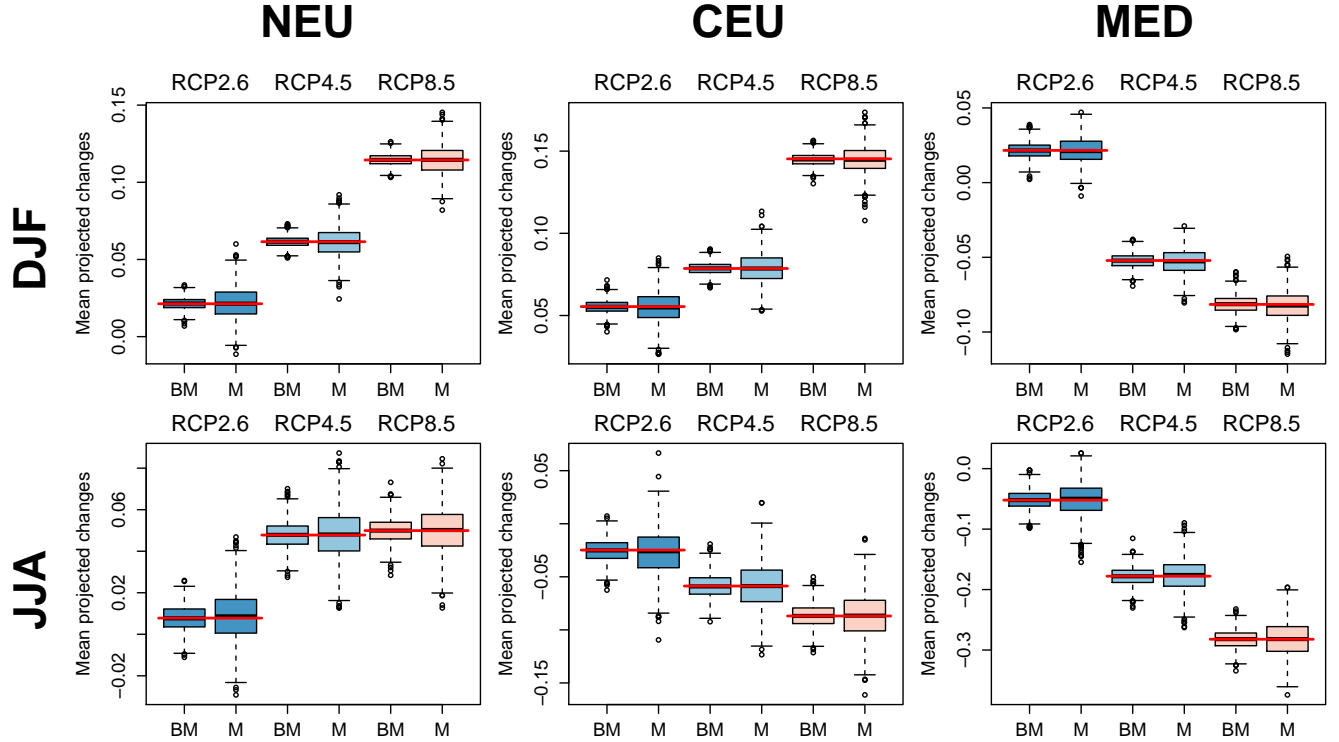 NEU CEU MED
DJF
RCP2.6 RCP4.5 RCP8.5
Mean projected changes
0.00 0.05 0.10 0.15
BM M BM M BM M
RCP2.6 RCP4.5 RCP8.5
Mean projected changes
0.05 0.10 0.15
BM M BM M BM M
RCP2.6 RCP4.5 RCP8.5
Mean projected changes
−0.10 −0.05 0.00 0.05
BM M BM M BM M
JJA
RCP2.6 RCP4.5 RCP8.5
Mean projected changes
−0.02 0.02 0.06
BM M BM M BM M
RCP2.6 RCP4.5 RCP8.5
Mean projected changes
−0.15 −0.05 0.05
BM M BM M BM M
RCP2.6 RCP4.5 RCP8.5
Mean projected changes
−0.3 −0.2 −0.1 0.0
BM M BM M BM M